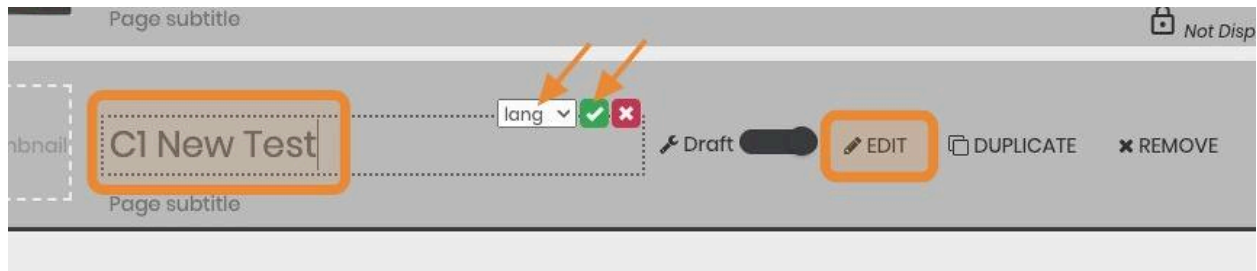 Page subtitle
Not Disp
lang
C1 New Test
Draft
EDIT
DUPLICATE
REMOVE
Page subtitle